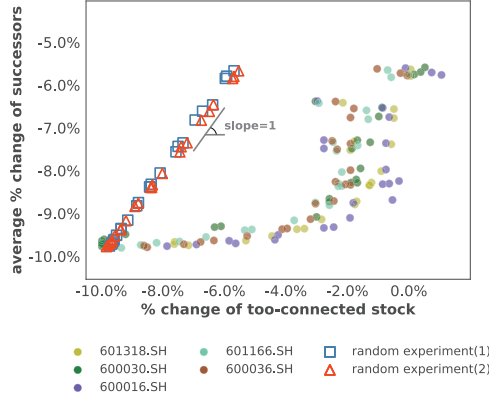 average % change of successors
-5.0%
-6.0%
-7.0%
-8.0%
-9.0%
-10.0%
slope=1
-10.0% -8.0% -6.0% -4.0% -2.0% 0.0%
% change of too-connected stock
601318.SH 601166.SH random experiment(1)
600030.SH 600036.SH random experiment(2)
600016.SH